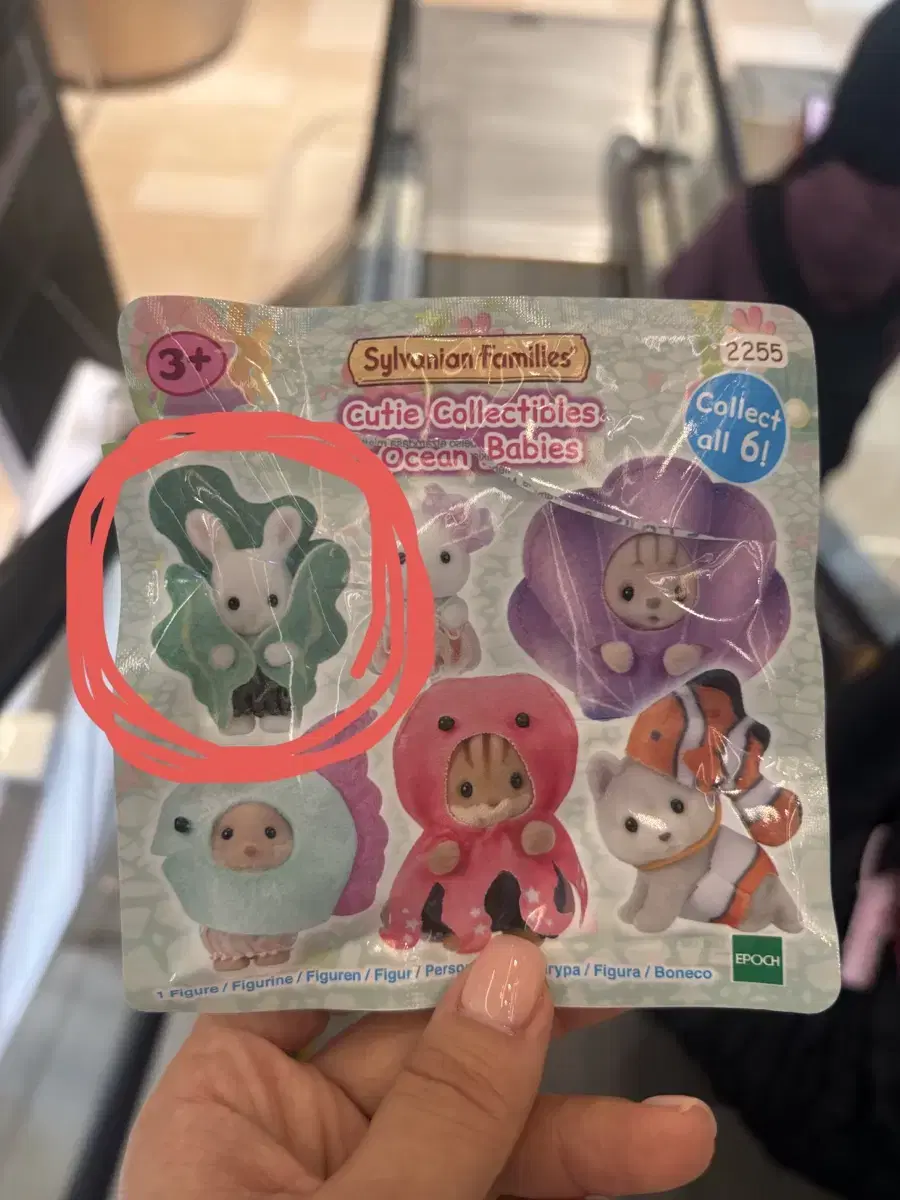 3+
Sylvanian Families
2255
Cutie Collectibles
Ocean Babies
Collect
all 6!
EPOCH
1 Figure / Figurine / Figuren / Figur / / Figura / Boneco